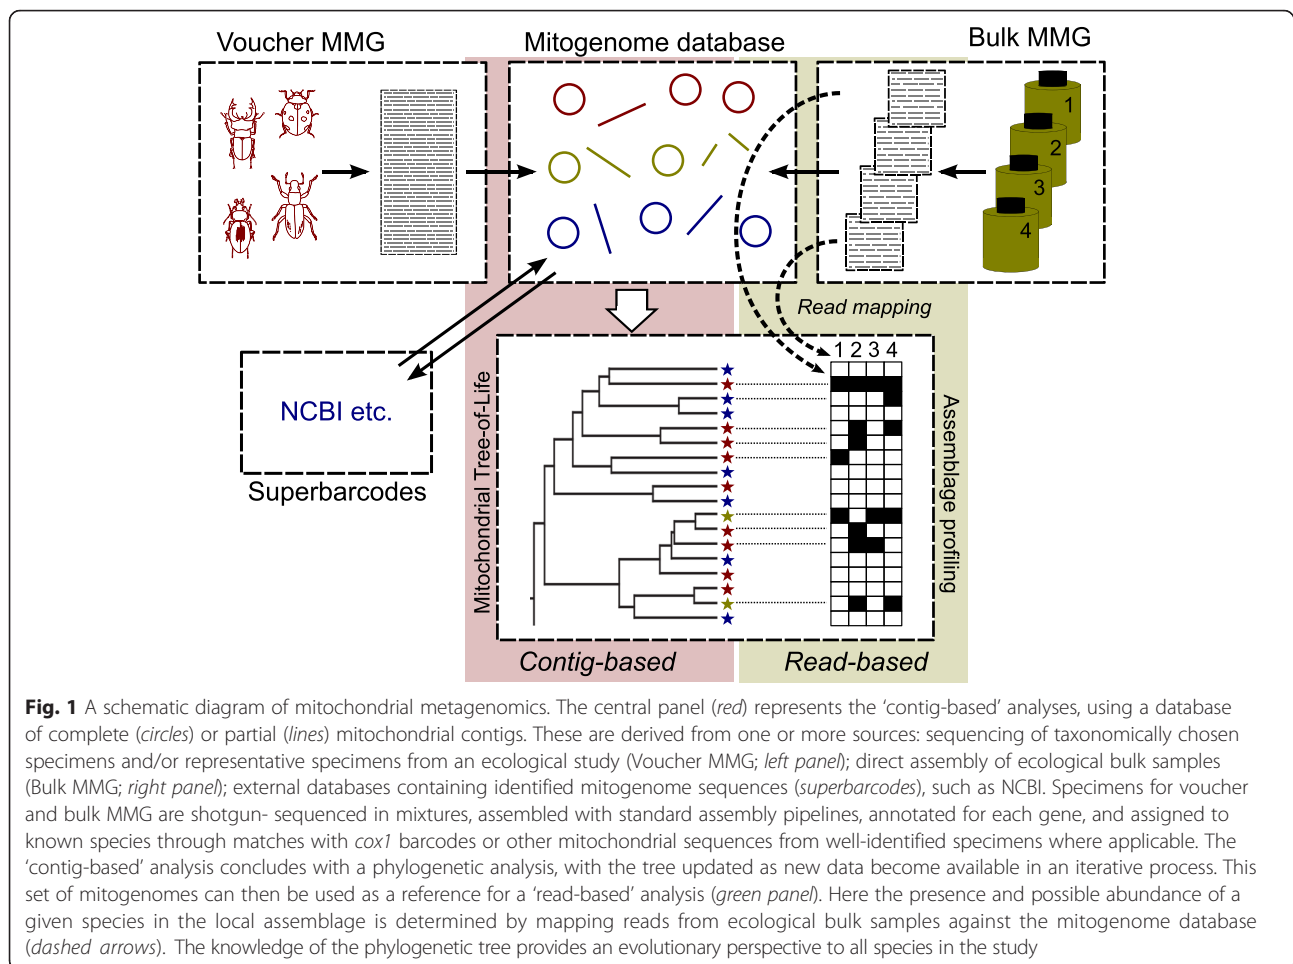 Voucher MMG
Mitogenome database
Bulk MMG
1
2
3
4
Read mapping
NCBI etc.
Superbarcodes
Mitochondrial Tree-of-Life
1 2 3 4
Assemblage profiling
Contig-based
Read-based
Fig. 1 A schematic diagram of mitochondrial metagenomics. The central panel (red) represents the ‘contig-based’ analyses, using a database
of complete (circles) or partial (lines) mitochondrial contigs. These are derived from one or more sources: sequencing of taxonomically chosen
specimens and/or representative specimens from an ecological study (Voucher MMG; left panel); direct assembly of ecological bulk samples
(Bulk MMG; right panel); external databases containing identified mitogenome sequences (superbarcodes), such as NCBI. Specimens for voucher
and bulk MMG are shotgun- sequenced in mixtures, assembled with standard assembly pipelines, annotated for each gene, and assigned to
known species through matches with cox1 barcodes or other mitochondrial sequences from well-identified specimens where applicable. The
‘contig-based’ analysis concludes with a phylogenetic analysis, with the tree updated as new data become available in an iterative process. This
set of mitogenomes can then be used as a reference for a ‘read-based’ analysis (green panel). Here the presence and possible abundance of a
given species in the local assemblage is determined by mapping reads from ecological bulk samples against the mitogenome database
(dashed arrows). The knowledge of the phylogenetic tree provides an evolutionary perspective to all species in the study